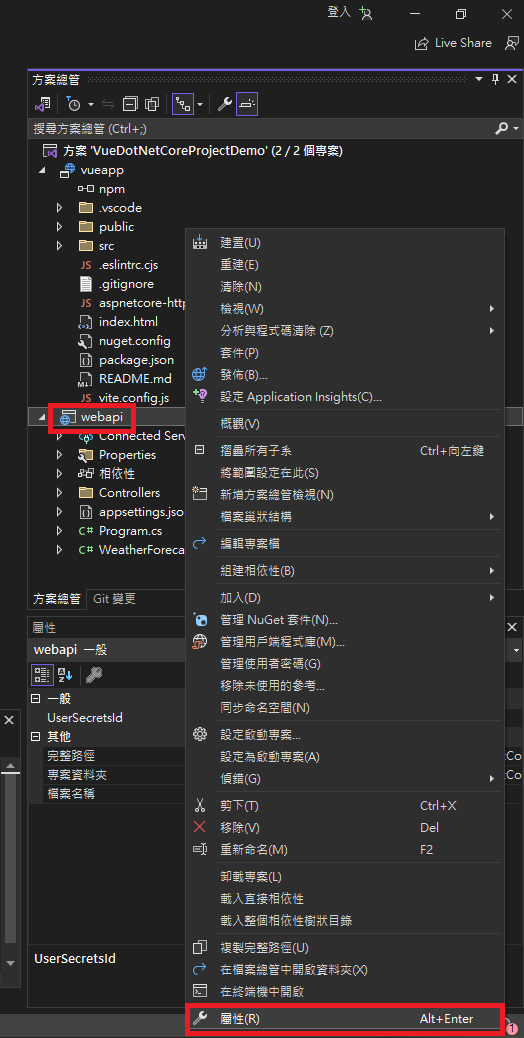 登入
Live Share
方案總管
搜尋方案總管 (Ctrl+;)
方案 'VueDotNetCoreProjectDemo' (2 / 2 個專案)
vueapp
npm
.vscode
public
src
.eslintrc.cjs
.gitignore
aspnetcore-http
index.html
nuget.config
package.json
README.md
vite.config.js
webapi
Connected Serv
Properties
相依性
Controllers
appsettings.jso
Program.cs
WeatherForeca
方案總管 Git 變更
屬性
webapi 一般
一般
UserSecretsId
其他
完整路徑
專案資料夾
檔案名稱
UserSecretsId
建置(U)
重建(E)
清除(N)
檢視(W)
分析與程式碼清除 (Z)
套件(P)
發佈(B)...
設定 Application Insights(C)...
概觀(V)
摺疊所有子系 Ctrl+向左鍵
將範圍設定在此(S)
新增方案總管檢視(N)
檔案巢狀結構
編輯專案檔
組建相依性(B)
加入(D)
管理 NuGet 套件(N)...
管理用戶端程式庫(M)...
管理使用者密碼(G)
移除未使用的參考...
同步命名空間(N)
設定啟動專案...
設定為啟動專案(A)
偵錯(G)
剪下(T) Ctrl+X
移除(V) Del
重新命名(M) F2
卸載專案(L)
載入直接相依性
載入整個相依性樹狀目錄
複製完整路徑(U)
在檔案總管中開啟資料夾(X)
在終端機中開啟
屬性(R) Alt+Enter
tCo
tCo
1